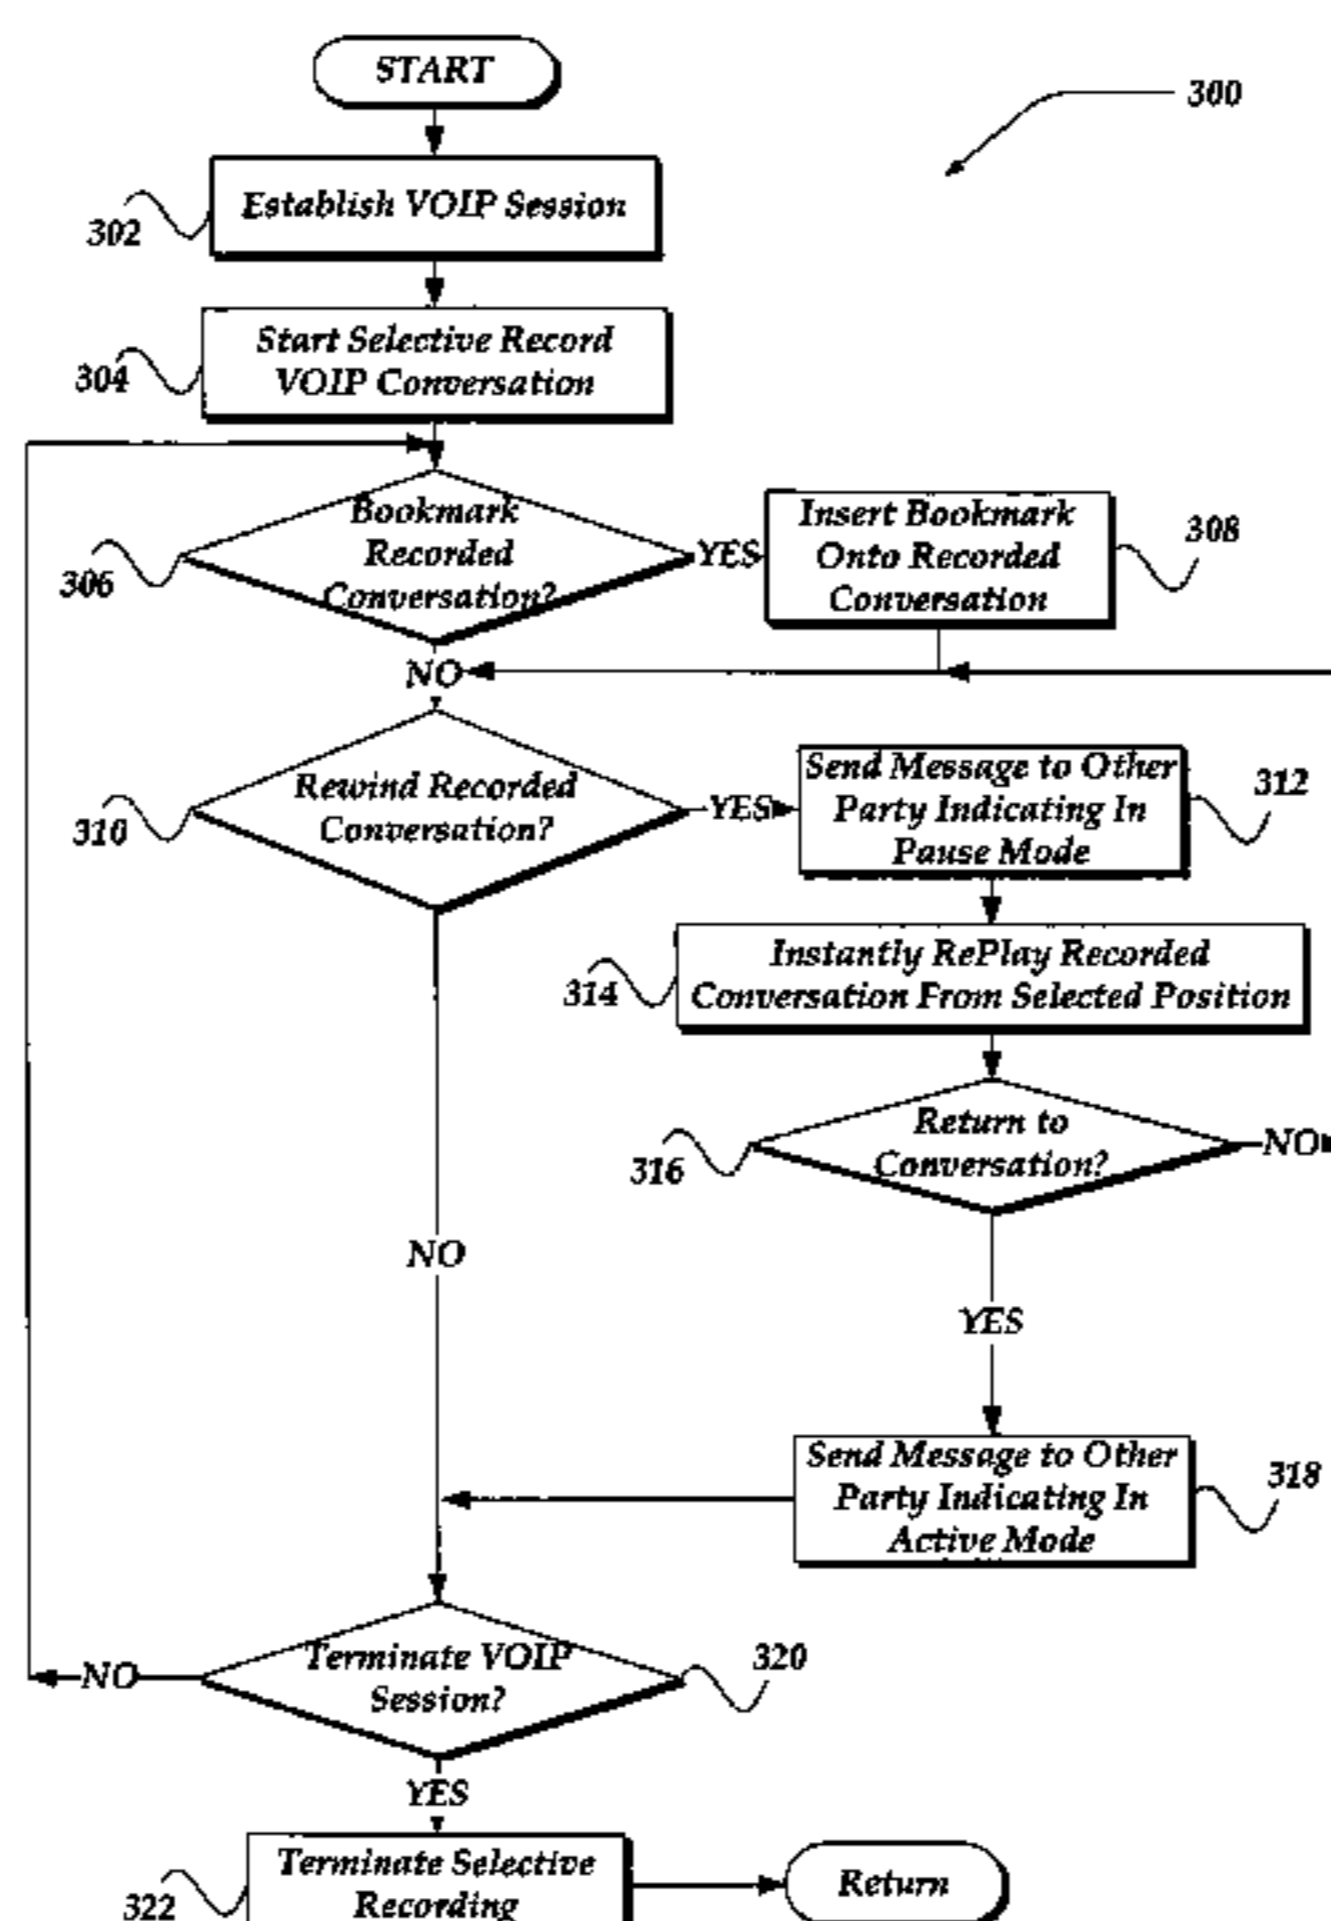 START
300
Establish VOIP Session
302
Start Selective Record
VOIP Conversation
304
Bookmark
Recorded
Conversation?
306
YES
Insert Bookmark
Onto Recorded
Conversation
308
NO
Rewind Recorded
Conversation?
310
YES
Send Message to Other
Party Indicating In
Pause Mode
312
Instantly RePlay Recorded
Conversation From Selected Position
314
Return to
Conversation?
316
NO
NO
YES
Send Message to Other
Party Indicating In
Active Mode
318
Terminate VOIP
Session?
320
NO
YES
Terminate Selective
Recording
322
Return